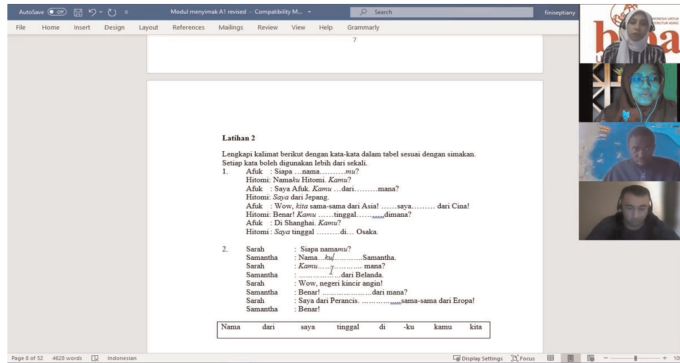 AutoSave Off
Modul menyimak A1 revised - Compatibility M...
Search
feiseptiany
File Home Insert Design Layout References Mailings Review View Help Grammarly
7
Latihan 2
Lengkapi kalimat berikut dengan kata-kata dalam tabel sesuai dengan simakan.
Setiap kata boleh digunakan lebih dari sekali.
1. Afuk : Siapa …nama……….mu?
Hitomi: Namaku Hitomi. Kamu?
Afuk : Saya Afuk. Kamu …dari………mana?
Hitomi: Saya dari Jepang.
Afuk : Wow, kita sama-sama dari Asia! ……saya……… dari Cina!
Hitomi: Benar! Kamu ……tinggal…….......dimana?
Afuk : Di Shanghai. Kamu?
Hitomi : Saya tinggal ………di… Osaka.
2. Sarah : Siapa namamu?
Samantha : Nama…ku………….Samantha.
Sarah : Kamu……………… mana?
Samantha : …………………dari Belanda.
Sarah : Wow, negeri kincir angin!
Samantha : Benar! …………………dari mana?
Sarah : Saya dari Perancis. …………......sama-sama dari Eropa!
Samantha : Benar!
Nama dari saya tinggal di -ku kamu kita
Page 8 of 52 4620 words Indonesian Display Settings Focus